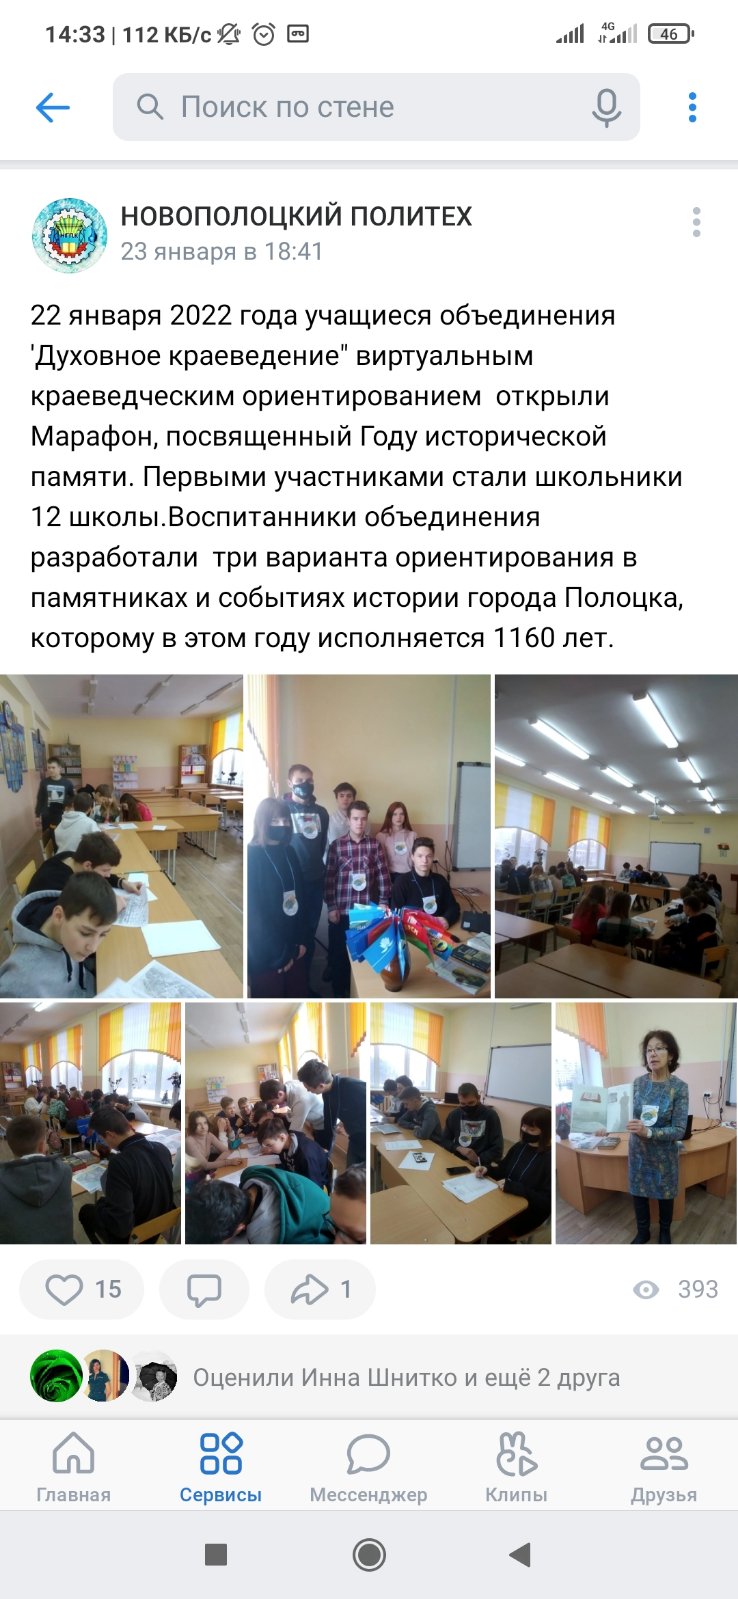 14:33 | 112 КБ/с 4G 46
Поиск по стене
НОВОПОЛОЦКИЙ ПОЛИТЕХ
23 января в 18:41
22 января 2022 года учащиеся объединения
'Духовное краеведение" виртуальным
краеведческим ориентированием  открыли
Марафон, посвященный Году исторической
памяти. Первыми участниками стали школьники
12 школы.Воспитанники объединения
разработали  три варианта ориентирования в
памятниках и событиях истории города Полоцка,
которому в этом году исполняется 1160 лет.
15 1 393
Оценили Инна Шнитко и ещё 2 друга
Главная Сервисы Мессенджер Клипы Друзья